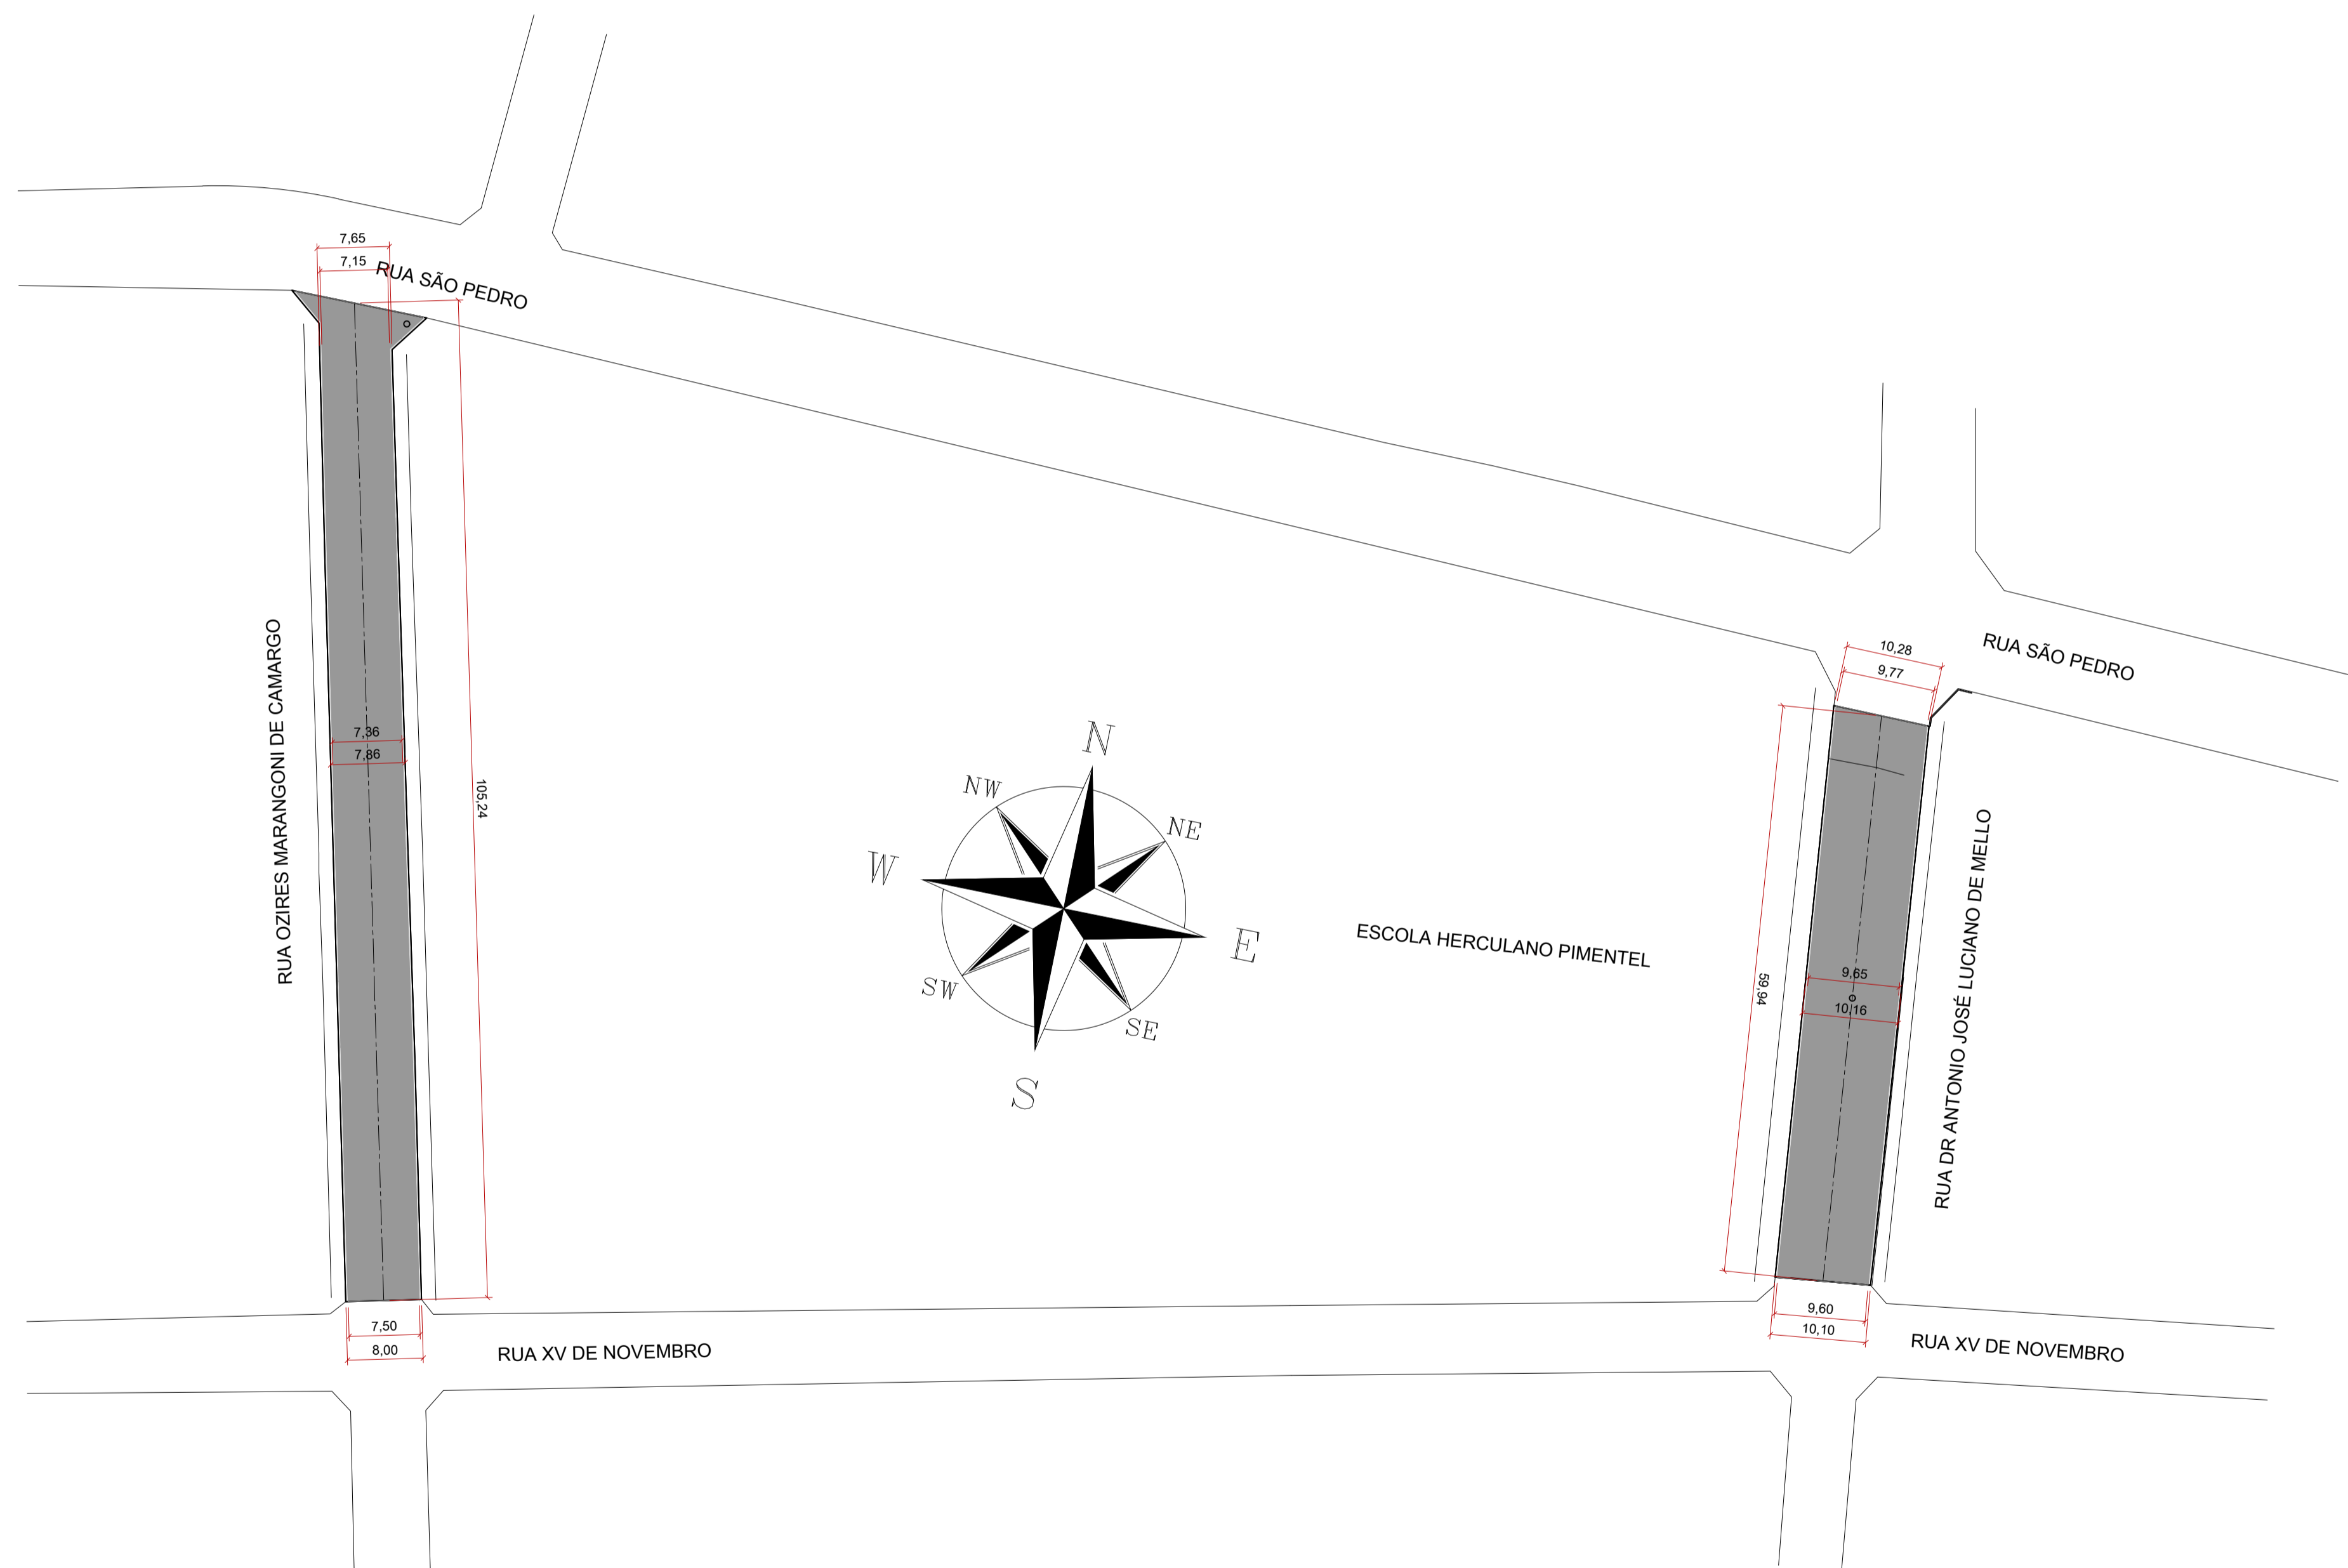 7,65
7,15
RUA SÃO PEDRO
10,28
9,77
RUA SÃO PEDRO
RUA OZIRES MARANGONI DE CAMARGO
7,36
7,86
105,24
N
NW
NE
W
E
SW
SE
S
ESCOLA HERCULANO PIMENTEL
59,94
9,65
10,16
RUA DR ANTONIO JOSÉ LUCIANO DE MELLO
7,50
8,00
RUA XV DE NOVEMBRO
9,60
10,10
RUA XV DE NOVEMBRO